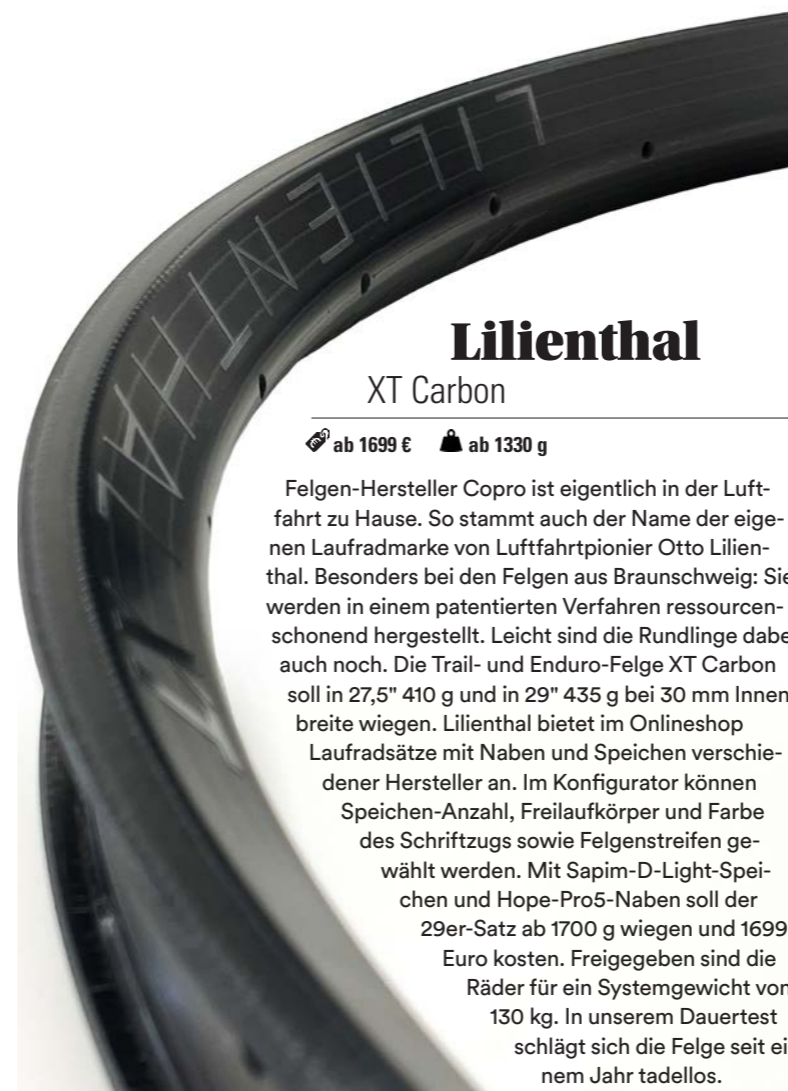 LILIENTHAL
XT
Lilienthal
XT Carbon
ab 1699 € ab 1330 g
Felgen-Hersteller Copro ist eigentlich in der Luft-
fahrt zu Hause. So stammt auch der Name der eige-
nen Laufradmarke von Luftfahrtpionier Otto Lilien-
thal. Besonders bei den Felgen aus Braunschweig: Sie
werden in einem patentierten Verfahren ressourcen-
schonend hergestellt. Leicht sind die Rundlinge dabe
auch noch. Die Trail- und Enduro-Felge XT Carbon
soll in 27,5" 410 g und in 29" 435 g bei 30 mm Innen
breite wiegen. Lilienthal bietet im Onlineshop
Laufradsätze mit Naben und Speichen verschie-
dener Hersteller an. Im Konfigurator können
Speichen-Anzahl, Freilaufkörper und Farbe
des Schriftzugs sowie Felgenstreifen ge-
wählt werden. Mit Sapim-D-Light-Spei-
chen und Hope-Pro5-Naben soll der
29er-Satz ab 1700 g wiegen und 1699
Euro kosten. Freigegeben sind die
Räder für ein Systemgewicht von
130 kg. In unserem Dauertest
schlägt sich die Felge seit ei
nem Jahr tadellos.